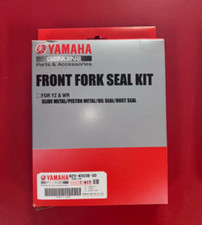 YAMAHA
GENUINE
Parts & Accessories
FRONT FORK SEAL KIT
FOR YZ & WR
SLIDE METAL/PISTON METAL/OIL SEAL/DUST SEAL
YAMAHA